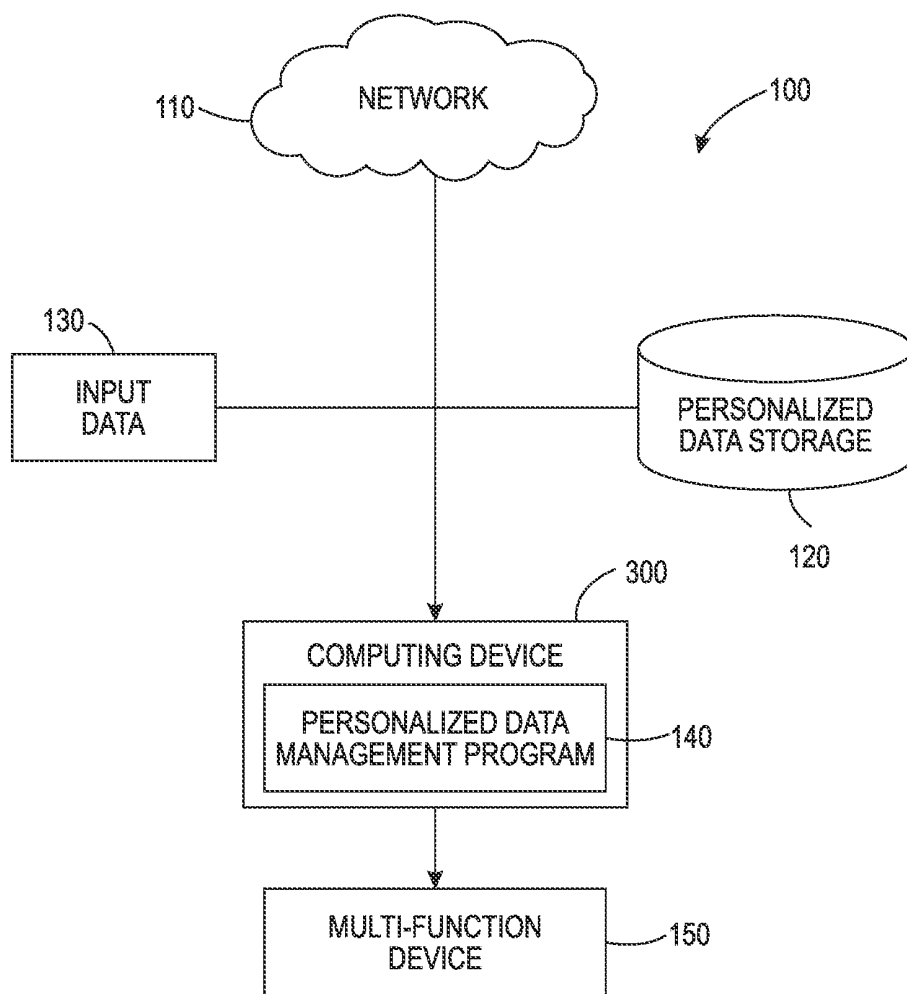 NETWORK
110
100
130
INPUT
DATA
PERSONALIZED
DATA STORAGE
120
300
COMPUTING DEVICE
PERSONALIZED DATA
MANAGEMENT PROGRAM
140
MULTI-FUNCTION
DEVICE
150